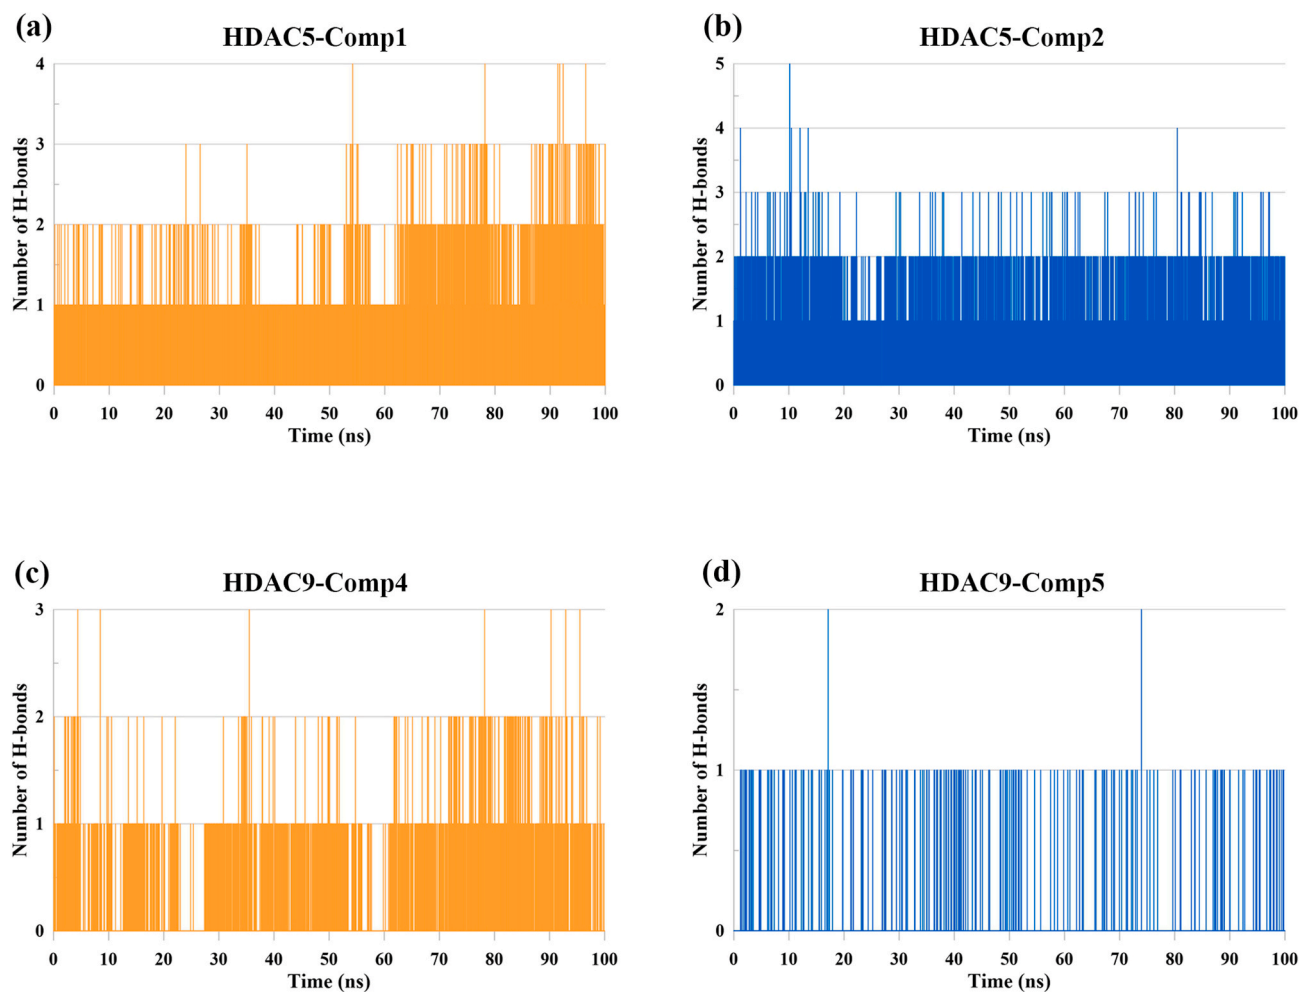 (a)
HDAC5-Comp1
Number of H-bonds
4
3
2
1
0
0 10 20 30 40 50 60 70 80 90 100
Time (ns)
(b)
HDAC5-Comp2
Number of H-bonds
5
4
3
2
1
0
0 10 20 30 40 50 60 70 80 90 100
Time (ns)
(c)
HDAC9-Comp4
Number of H-bonds
3
2
1
0
0 10 20 30 40 50 60 70 80 90 100
Time (ns)
(d)
HDAC9-Comp5
Number of H-bonds
2
1
0
0 10 20 30 40 50 60 70 80 90 100
Time (ns)